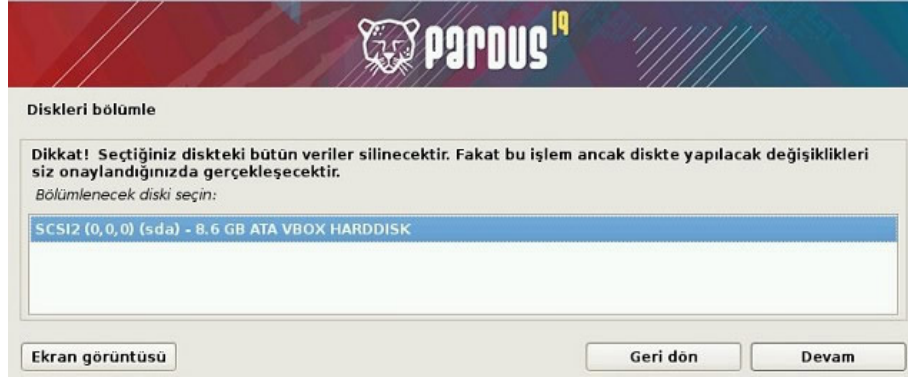 pardus 19
Diskleri bölümle
Dikkat! Seçtiğiniz diskteki bütün veriler silinecektir. Fakat bu işlem ancak diskte yapılacak değişiklikleri
siz onaylandığınızda gerçekleşecektir.
Bölümlenecek diski seçin:
SCSI2 (0,0,0) (sda) - 8.6 GB ATA VBOX HARDDISK
Ekran görüntüsü Geri dön Devam